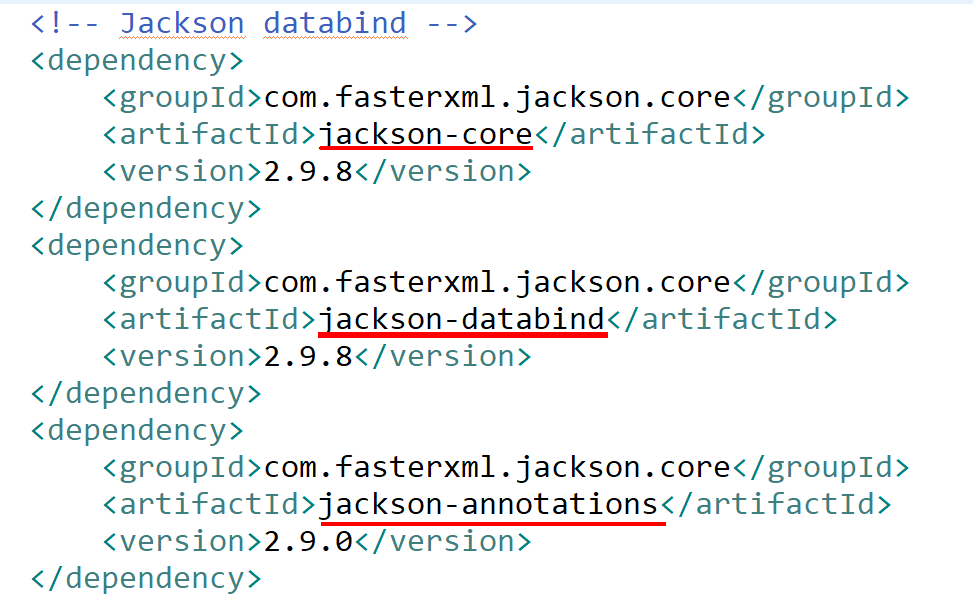 <!-- Jackson databind -->
<dependency>
    <groupId>com.fasterxml.jackson.core</groupId>
    <artifactId>jackson-core</artifactId>
    <version>2.9.8</version>
</dependency>
<dependency>
    <groupId>com.fasterxml.jackson.core</groupId>
    <artifactId>jackson-databind</artifactId>
    <version>2.9.8</version>
</dependency>
<dependency>
    <groupId>com.fasterxml.jackson.core</groupId>
    <artifactId>jackson-annotations</artifactId>
    <version>2.9.0</version>
</dependency>